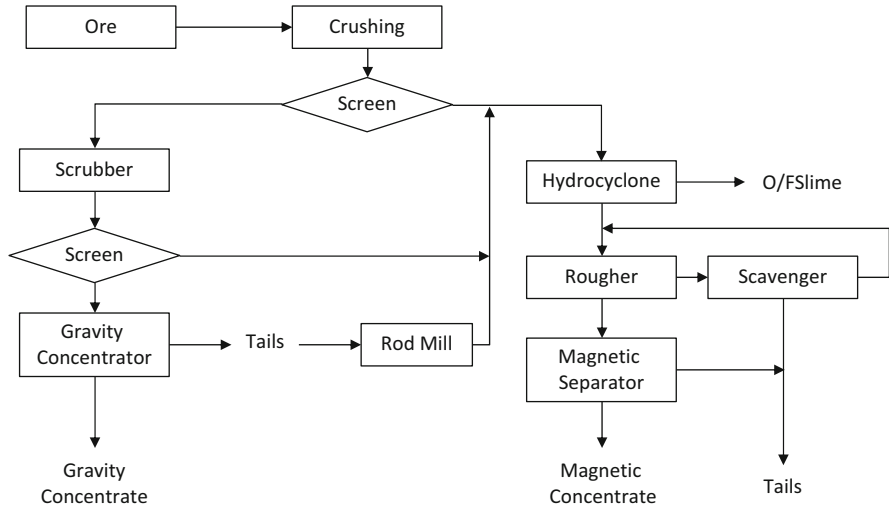 Ore
Crushing
Screen
Scrubber
Hydrocyclone
O/FSlime
Screen
Rougher
Scavenger
Gravity
Concentrator
Tails
Rod Mill
Magnetic
Separator
Gravity
Concentrate
Magnetic
Concentrate
Tails